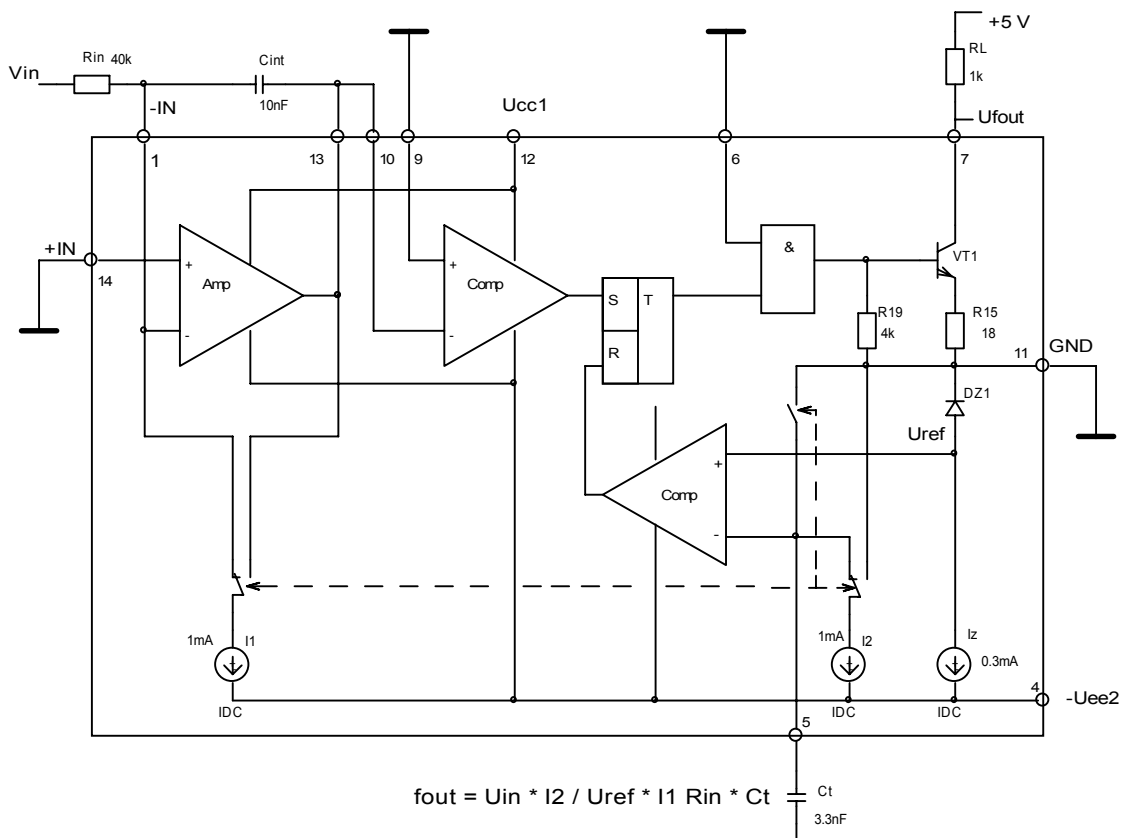 +5 V
Rin 40k
Cint
RL
1k
Vin
10nF
-IN
Ucc1
Ufout
1
13
10
9
12
6
7
+IN
14
+
Amp
-
+
Comp
-
&
VT1
S T
R
R19
4k
R15
18
11
GND
DZ1
Uref
+
Comp
-
1mA
I1
IDC
1mA
I2
IDC
Iz
0.3mA
IDC
4
-Uee2
5
fout = Uin * I2 / Uref * I1 Rin * Ct
Ct
3.3nF